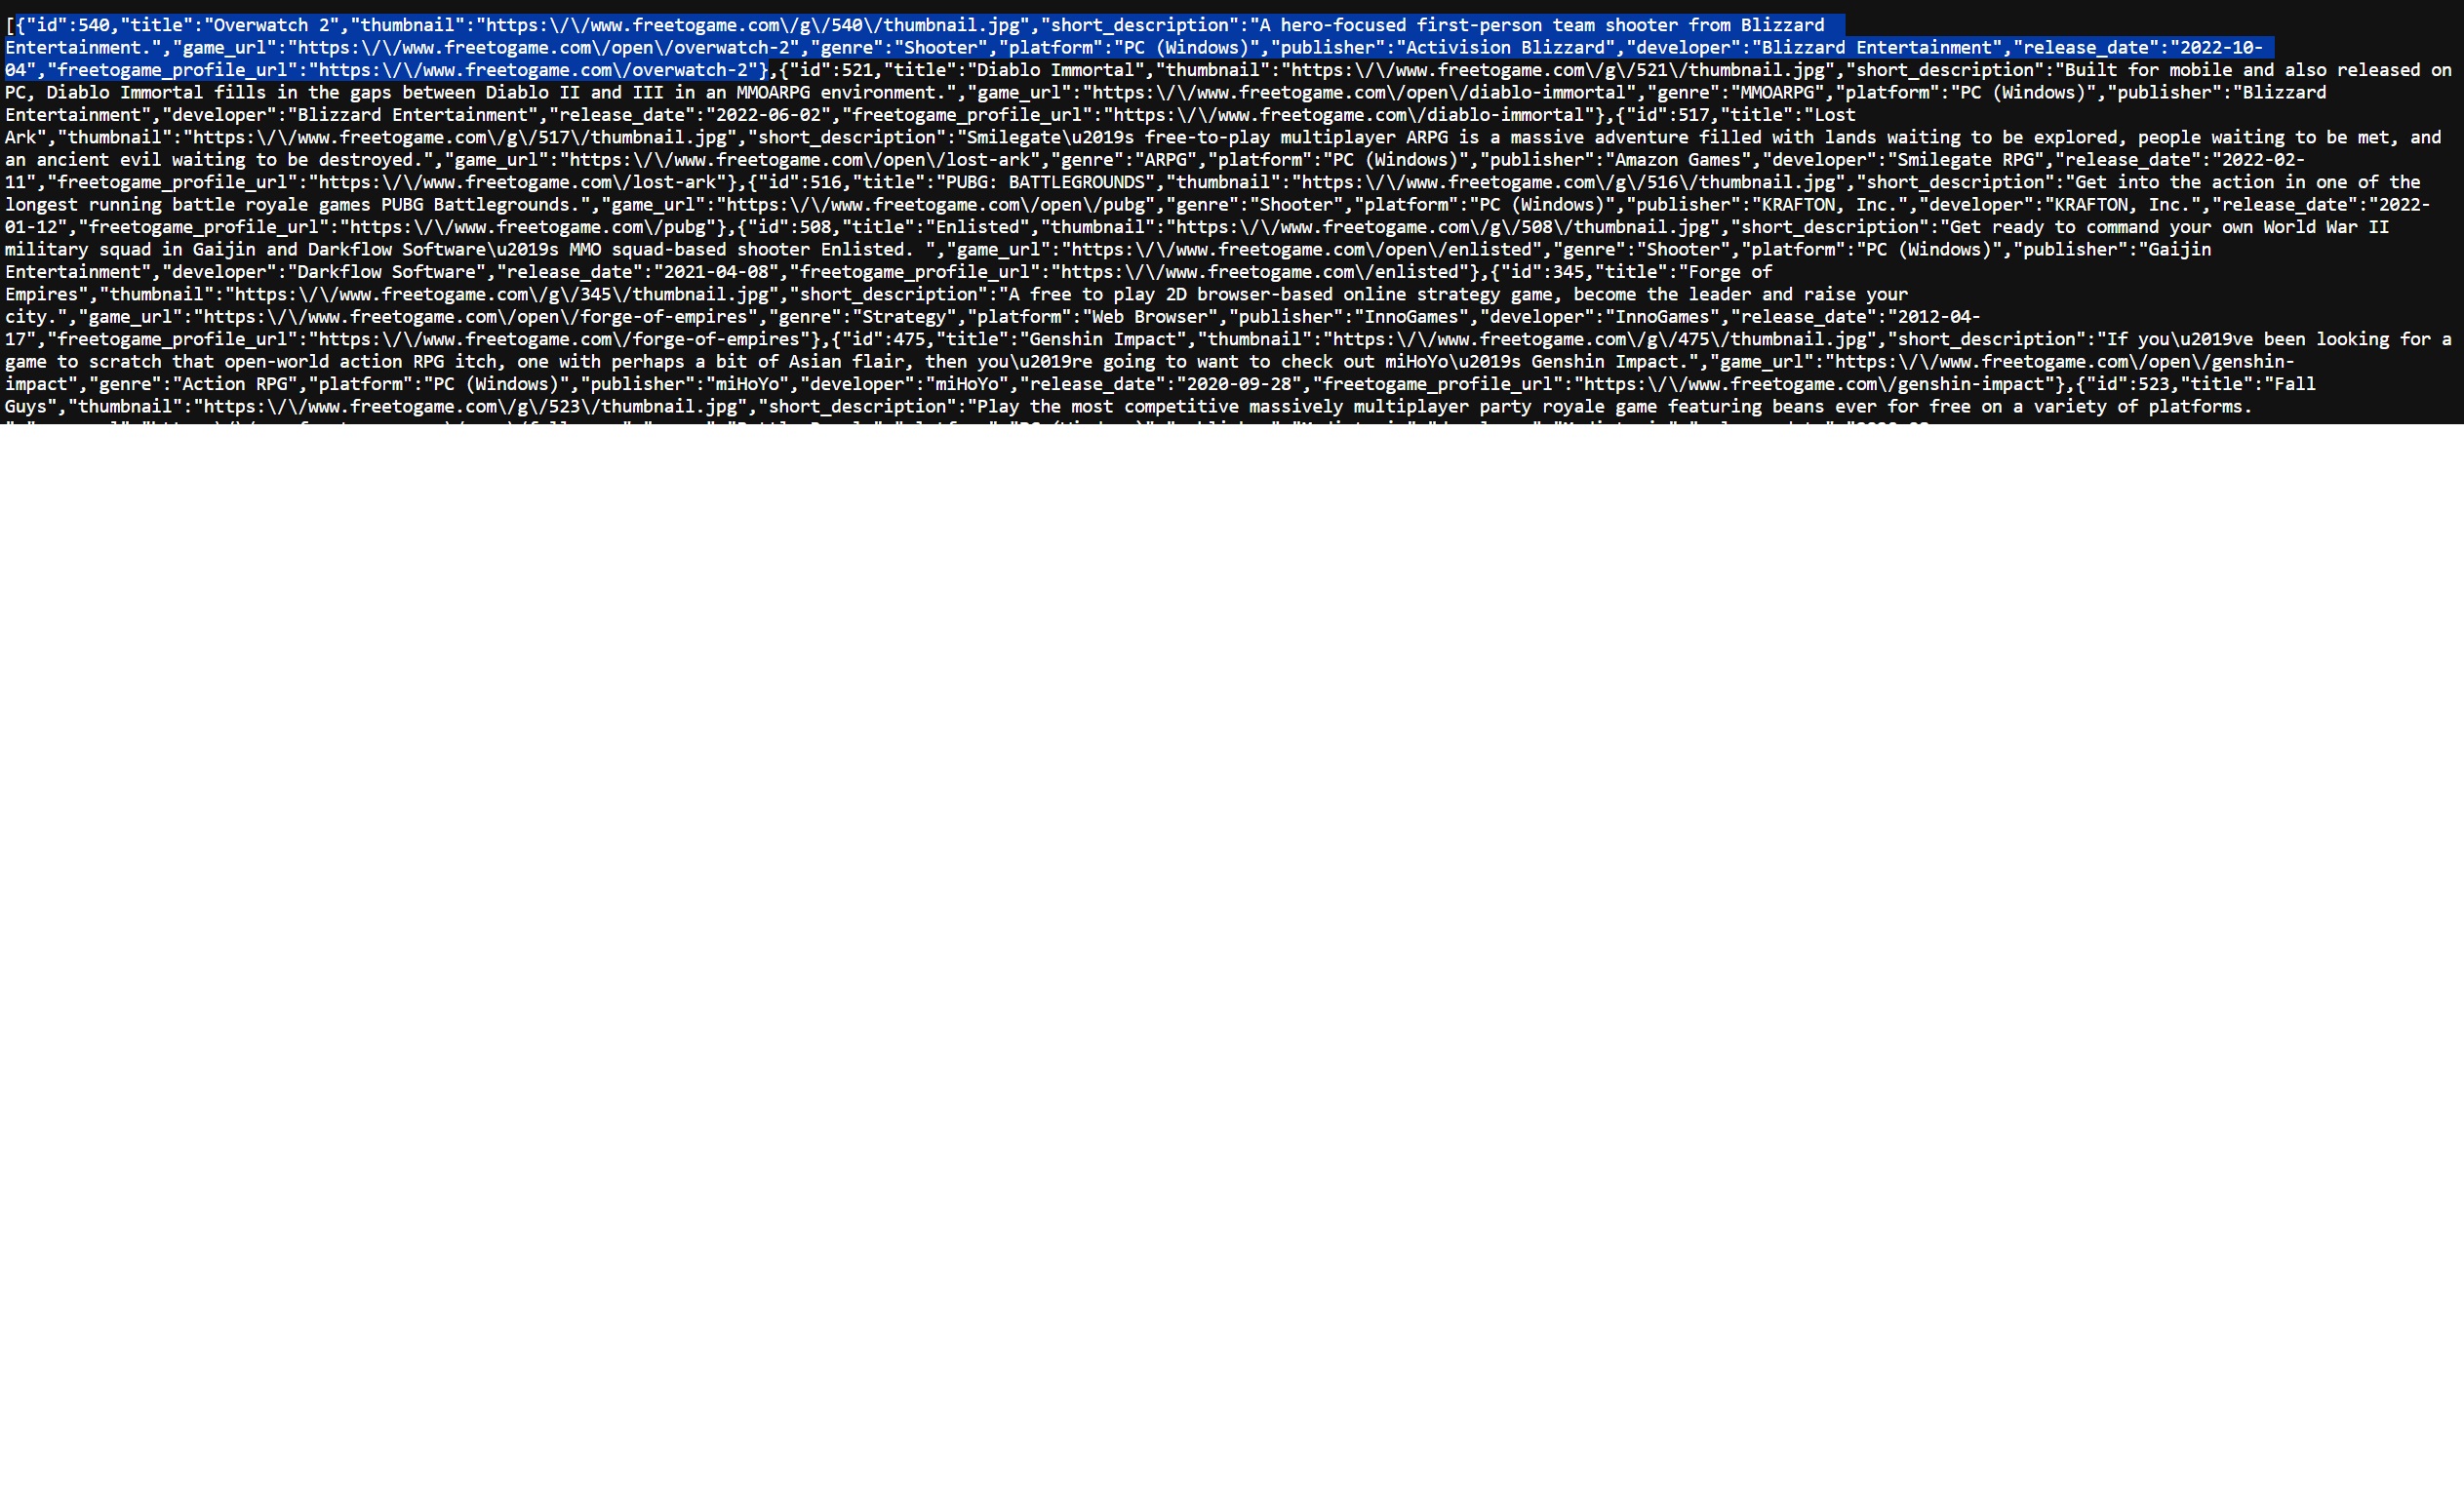 [{"id":540,"title":"Overwatch 2","thumbnail":"https:\/\/www.freetogame.com\/g\/540\/thumbnail.jpg","short_description":"A hero-focused first-person team shooter from Blizzard
Entertainment.","game_url":"https:\/\/www.freetogame.com\/open\/overwatch-2","genre":"Shooter","platform":"PC (Windows)","publisher":"Activision Blizzard","developer":"Blizzard Entertainment","release_date":"2022-10-
04","freetogame_profile_url":"https:\/\/www.freetogame.com\/overwatch-2"},{"id":521,"title":"Diablo Immortal","thumbnail":"https:\/\/www.freetogame.com\/g\/521\/thumbnail.jpg","short_description":"Built for mobile and also released on
PC, Diablo Immortal fills in the gaps between Diablo II and III in an MMOARPG environment.","game_url":"https:\/\/www.freetogame.com\/open\/diablo-immortal","genre":"MMOARPG","platform":"PC (Windows)","publisher":"Blizzard
Entertainment","developer":"Blizzard Entertainment","release_date":"2022-06-02","freetogame_profile_url":"https:\/\/www.freetogame.com\/diablo-immortal"},{"id":517,"title":"Lost
Ark","thumbnail":"https:\/\/www.freetogame.com\/g\/517\/thumbnail.jpg","short_description":"Smilegate\u2019s free-to-play multiplayer ARPG is a massive adventure filled with lands waiting to be explored, people waiting to be met, and
an ancient evil waiting to be destroyed.","game_url":"https:\/\/www.freetogame.com\/open\/lost-ark","genre":"ARPG","platform":"PC (Windows)","publisher":"Amazon Games","developer":"Smilegate RPG","release_date":"2022-02-
11","freetogame_profile_url":"https:\/\/www.freetogame.com\/lost-ark"},{"id":516,"title":"PUBG: BATTLEGROUNDS","thumbnail":"https:\/\/www.freetogame.com\/g\/516\/thumbnail.jpg","short_description":"Get into the action in one of the
longest running battle royale games PUBG Battlegrounds.","game_url":"https:\/\/www.freetogame.com\/open\/pubg","genre":"Shooter","platform":"PC (Windows)","publisher":"KRAFTON, Inc.","developer":"KRAFTON, Inc.","release_date":"2022-
01-12","freetogame_profile_url":"https:\/\/www.freetogame.com\/pubg"},{"id":508,"title":"Enlisted","thumbnail":"https:\/\/www.freetogame.com\/g\/508\/thumbnail.jpg","short_description":"Get ready to command your own World War II
military squad in Gaijin and Darkflow Software\u2019s MMO squad-based shooter Enlisted. ","game_url":"https:\/\/www.freetogame.com\/open\/enlisted","genre":"Shooter","platform":"PC (Windows)","publisher":"Gaijin
Entertainment","developer":"Darkflow Software","release_date":"2021-04-08","freetogame_profile_url":"https:\/\/www.freetogame.com\/enlisted"},{"id":345,"title":"Forge of
Empires","thumbnail":"https:\/\/www.freetogame.com\/g\/345\/thumbnail.jpg","short_description":"A free to play 2D browser-based online strategy game, become the leader and raise your
city.","game_url":"https:\/\/www.freetogame.com\/open\/forge-of-empires","genre":"Strategy","platform":"Web Browser","publisher":"InnoGames","developer":"InnoGames","release_date":"2012-04-
17","freetogame_profile_url":"https:\/\/www.freetogame.com\/forge-of-empires"},{"id":475,"title":"Genshin Impact","thumbnail":"https:\/\/www.freetogame.com\/g\/475\/thumbnail.jpg","short_description":"If you\u2019ve been looking for a
game to scratch that open-world action RPG itch, one with perhaps a bit of Asian flair, then you\u2019re going to want to check out miHoYo\u2019s Genshin Impact.","game_url":"https:\/\/www.freetogame.com\/open\/genshin-
impact","genre":"Action RPG","platform":"PC (Windows)","publisher":"miHoYo","developer":"miHoYo","release_date":"2020-09-28","freetogame_profile_url":"https:\/\/www.freetogame.com\/genshin-impact"},{"id":523,"title":"Fall
Guys","thumbnail":"https:\/\/www.freetogame.com\/g\/523\/thumbnail.jpg","short_description":"Play the most competitive massively multiplayer party royale game featuring beans ever for free on a variety of platforms.